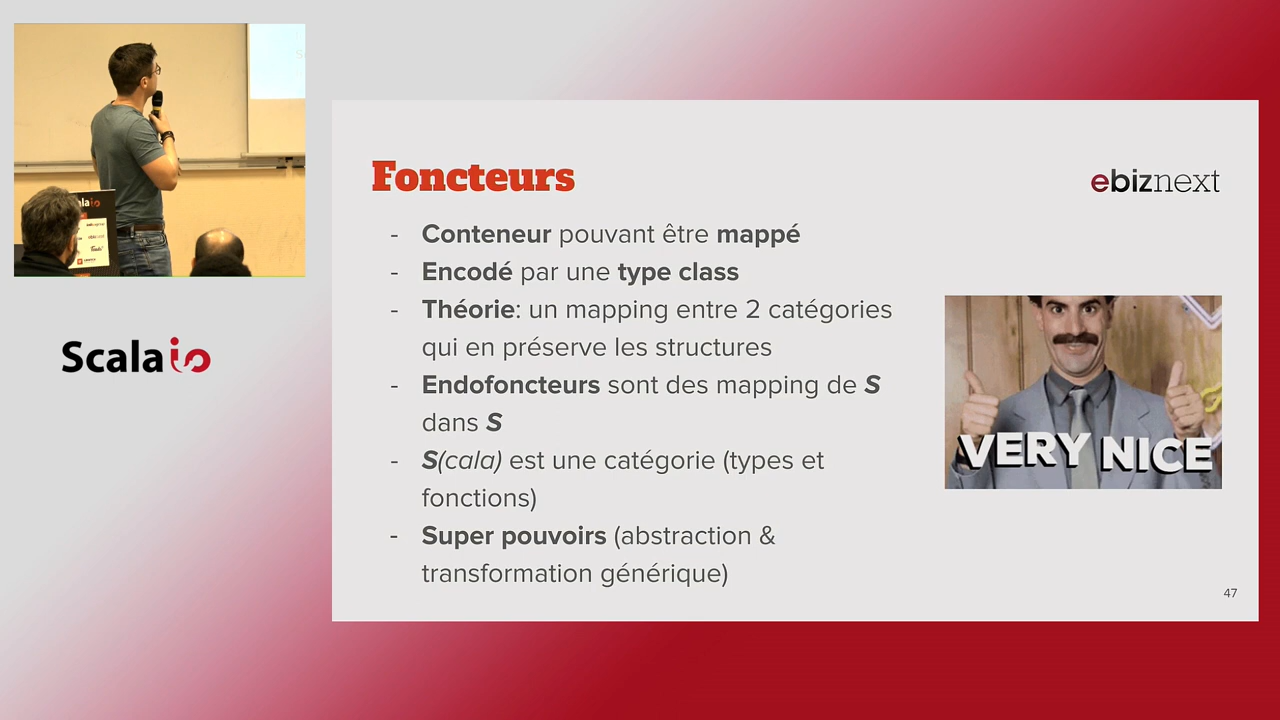 Foncteurs
ebiznext
- Conteneur pouvant être mappé
- Encodé par une type class
- Théorie: un mapping entre 2 catégories
qui en préserve les structures
- Endofoncteurs sont des mapping de S
dans S
- S(cala) est une catégorie (types et
fonctions)
- Super pouvoirs (abstraction &
transformation générique)
VERY NICE
47
Scala io